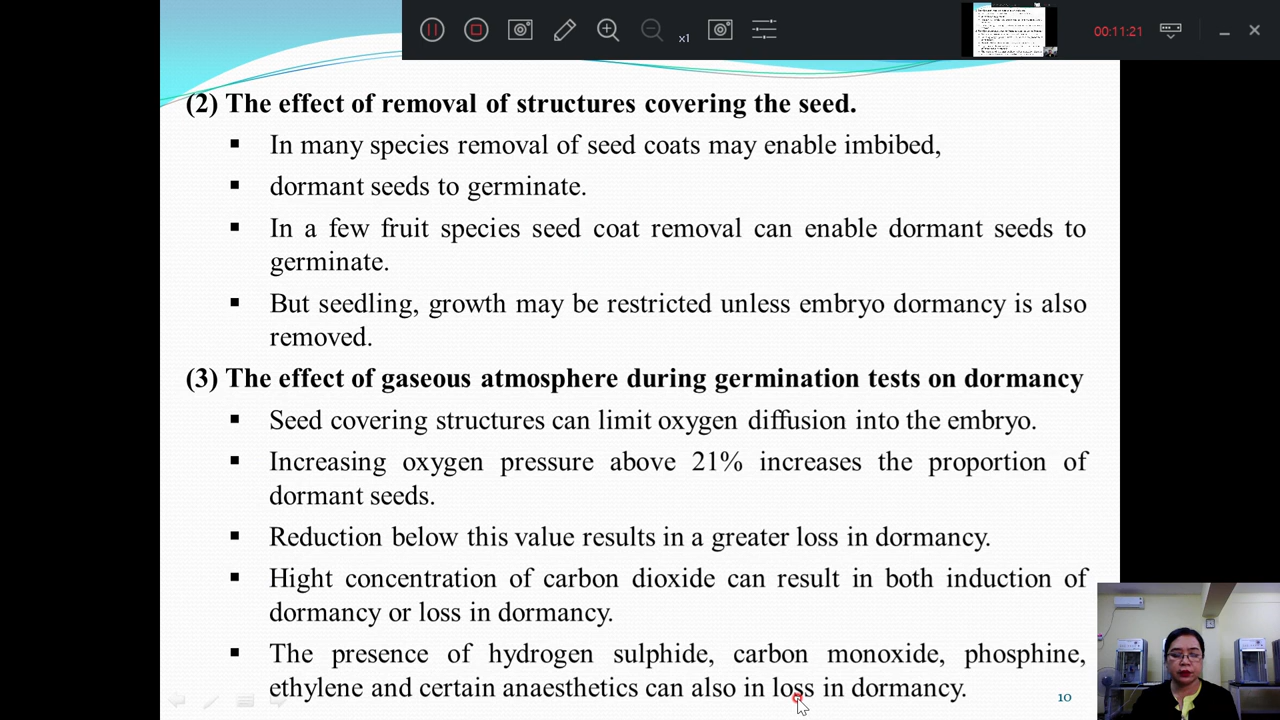 x1
00:11:21
(2) The effect of removal of structures covering the seed.
▪ In many species removal of seed coats may enable imbibed,
▪ dormant seeds to germinate.
▪ In a few fruit species seed coat removal can enable dormant seeds to
germinate.
▪ But seedling, growth may be restricted unless embryo dormancy is also
removed.
(3) The effect of gaseous atmosphere during germination tests on dormancy
▪ Seed covering structures can limit oxygen diffusion into the embryo.
▪ Increasing oxygen pressure above 21% increases the proportion of
dormant seeds.
▪ Reduction below this value results in a greater loss in dormancy.
▪ Hight concentration of carbon dioxide can result in both induction of
dormancy or loss in dormancy.
▪ The presence of hydrogen sulphide, carbon monoxide, phosphine,
ethylene and certain anaesthetics can also in loss in dormancy.
10